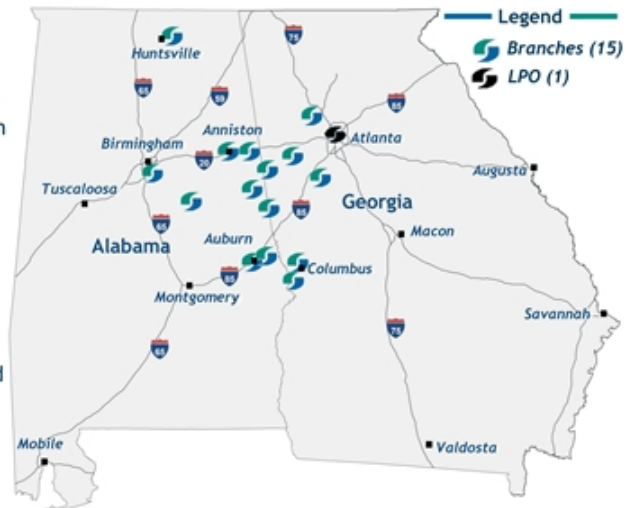 Legend
Branches (15)
LPO (1)
75
Huntsville
65
59
85
Anniston
Birmingham
20
Atlanta
Augusta
Tuscaloosa
Georgia
65
85
Alabama
Auburn
Macon
Columbus
85
Montgomery
Savannah
75
65
Mobile
Valdosta